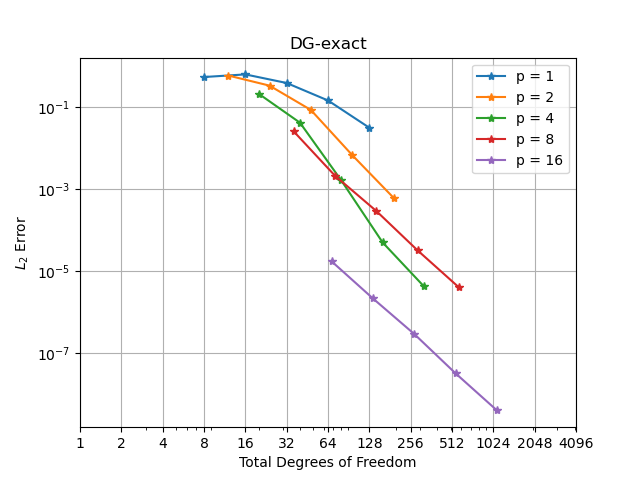 DG-exact
p = 1
p = 2
p = 4
p = 8
p = 16
10⁻¹
10⁻³
10⁻⁵
10⁻⁷
L₂ Error
1 2 4 8 16 32 64 128 256 512 1024 2048 4096
Total Degrees of Freedom